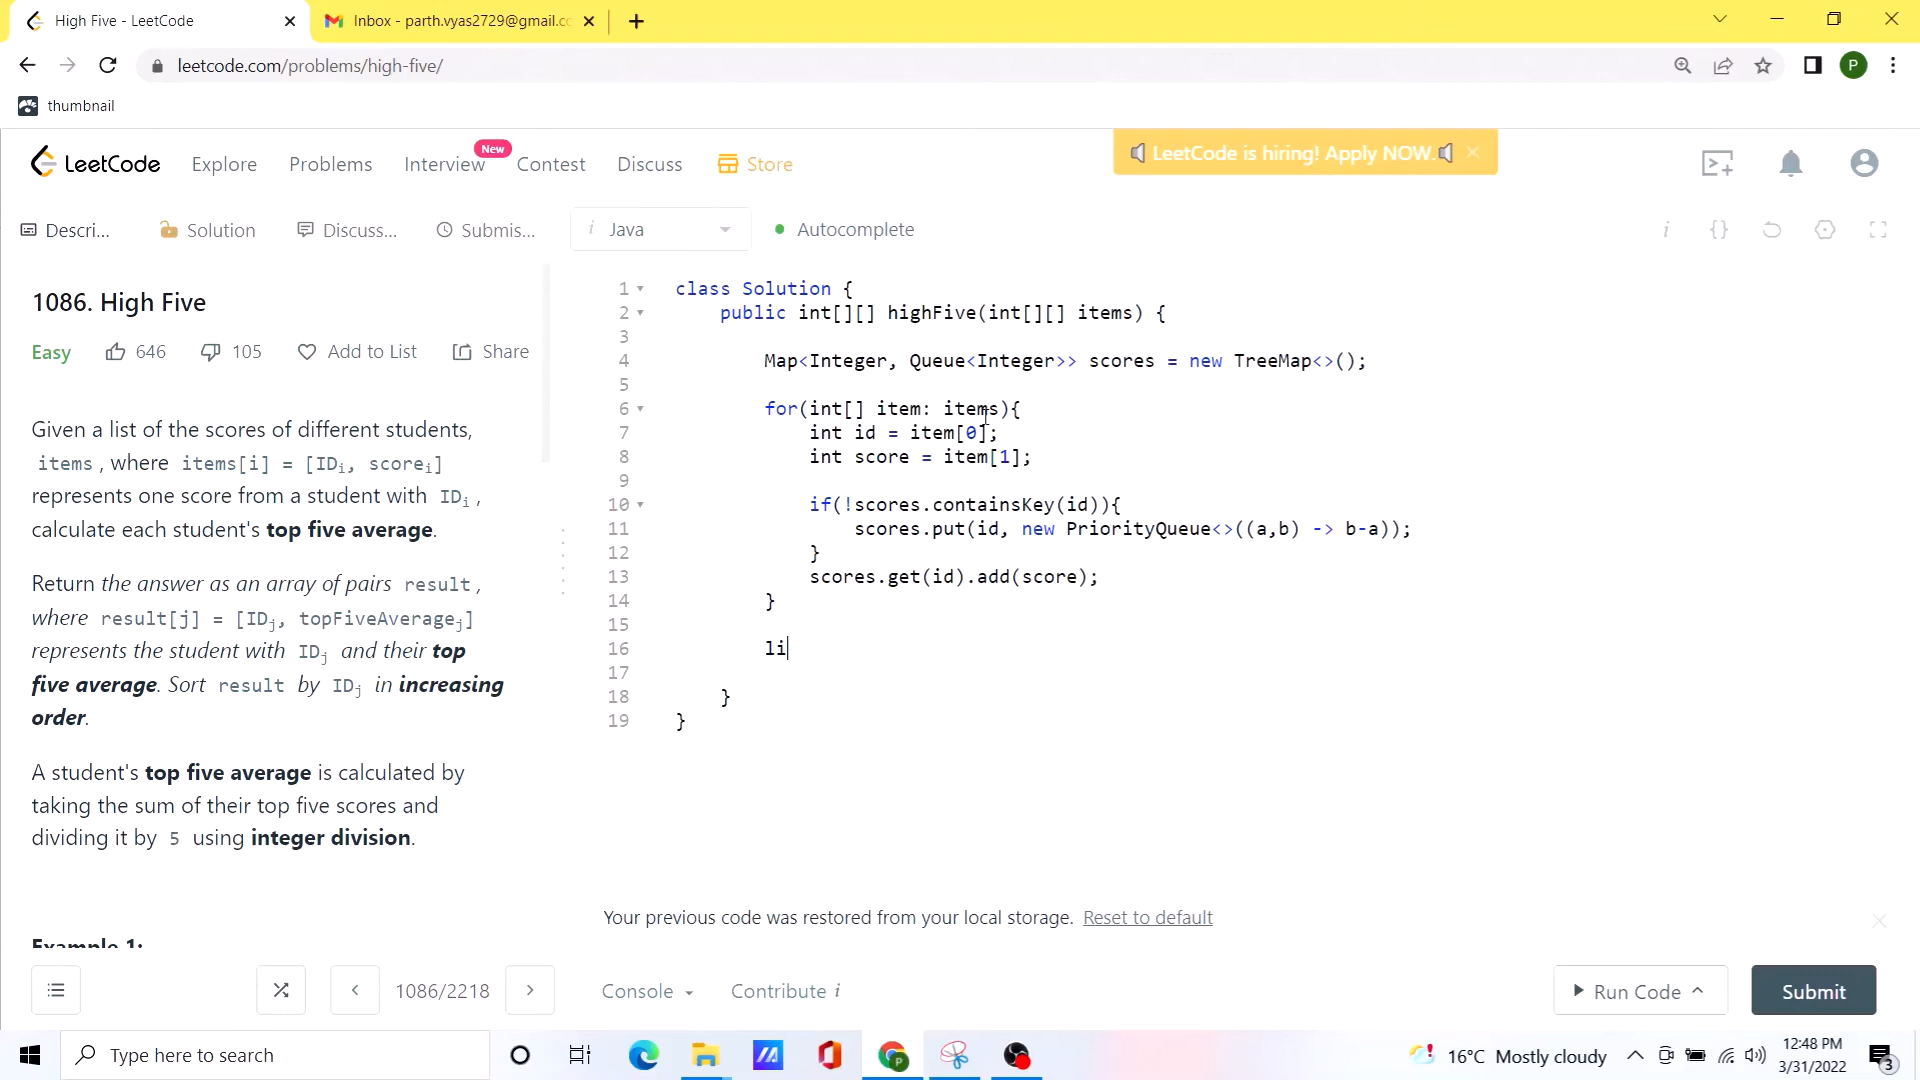 High Five - LeetCode
Inbox - parth.vyas2729@gmail.cc
leetcode.com/problems/high-five/
P
thumbnail
LeetCode
Explore
Problems
Interview
New
Contest
Discuss
Store
LeetCode is hiring! Apply NOW.
Descri...
Solution
Discuss...
Submis...
i Java
Autocomplete
i
{}
1086. High Five
Easy
646
105
Add to List
Share
Given a list of the scores of different students,
items, where items[i] = [IDi, scorei]
represents one score from a student with IDi,
calculate each student's top five average.
Return the answer as an array of pairs result,
where result[j] = [IDj, topFiveAveragej]
represents the student with IDj and their top
five average. Sort result by IDj in increasing
order.
A student's top five average is calculated by
taking the sum of their top five scores and
dividing it by 5 using integer division.
Example 1:
1 class Solution {
2 public int[][] highFive(int[][] items) {
3
4 Map<Integer, Queue<Integer>> scores = new TreeMap<>();
5
6 for(int[] item: items){
7 int id = item[0];
8 int score = item[1];
9
10 if(!scores.containsKey(id)){
11 scores.put(id, new PriorityQueue<>((a,b) -> b-a));
12 }
13 scores.get(id).add(score);
14 }
15
16 li
17
18 }
19 }
Your previous code was restored from your local storage. Reset to default
1086/2218
Console
Contribute i
Run Code
Submit
Type here to search
P
16°C Mostly cloudy
12:48 PM
3/31/2022
3